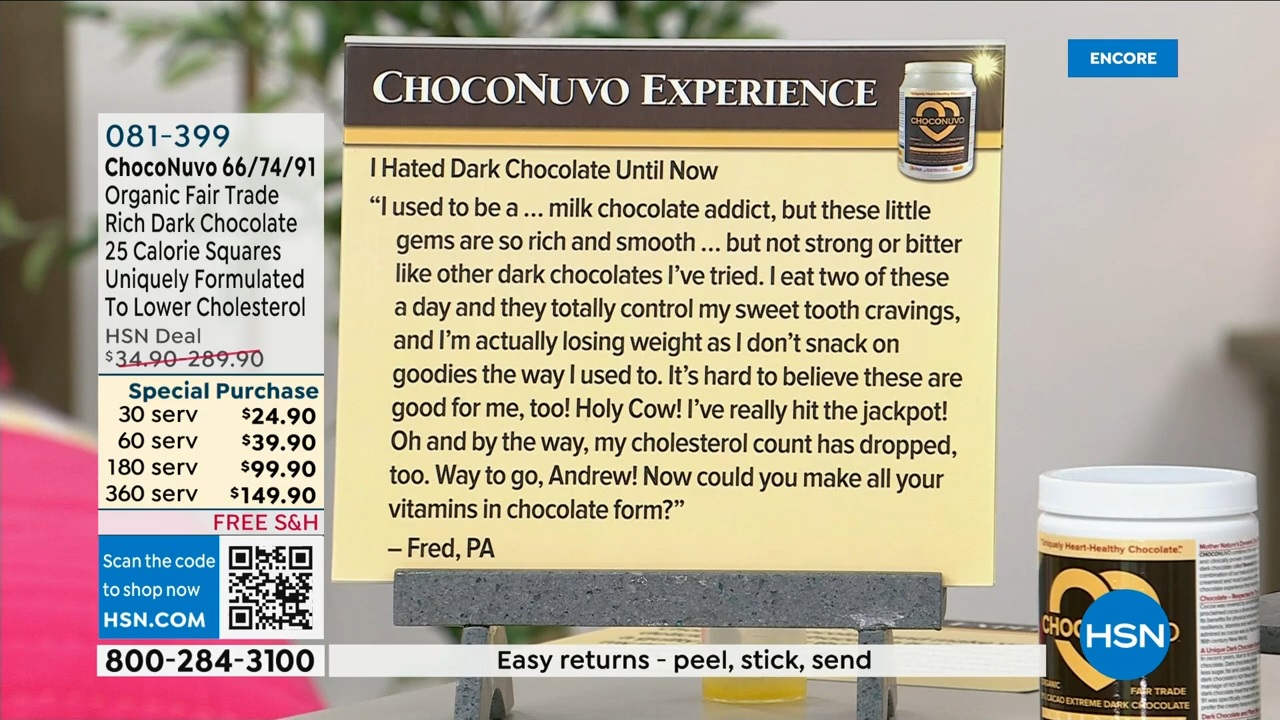 ENCORE
081-399
ChocoNuvo 66/74/91
Organic Fair Trade
Rich Dark Chocolate
25 Calorie Squares
Uniquely Formulated
To Lower Cholesterol
HSN Deal
$34.90-289.90
Special Purchase
30 serv $24.90
60 serv $39.90
180 serv $99.90
360 serv $149.90
FREE S&H
Scan the code
to shop now
HSN.COM
800-284-3100
Easy returns - peel, stick, send
CHOCONUVO EXPERIENCE
CHOCONUVO
I Hated Dark Chocolate Until Now
“I used to be a ... milk chocolate addict, but these little
gems are so rich and smooth ... but not strong or bitter
like other dark chocolates I’ve tried. I eat two of these
a day and they totally control my sweet tooth cravings,
and I’m actually losing weight as I don’t snack on
goodies the way I used to. It’s hard to believe these are
good for me, too! Holy Cow! I’ve really hit the jackpot!
Oh and by the way, my cholesterol count has dropped,
too. Way to go, Andrew! Now could you make all your
vitamins in chocolate form?”
– Fred, PA
"Uniquely Heart-Healthy Chocolate."
HSN
FAIR TRADE
CACAO EXTREME DARK CHOCOLATE